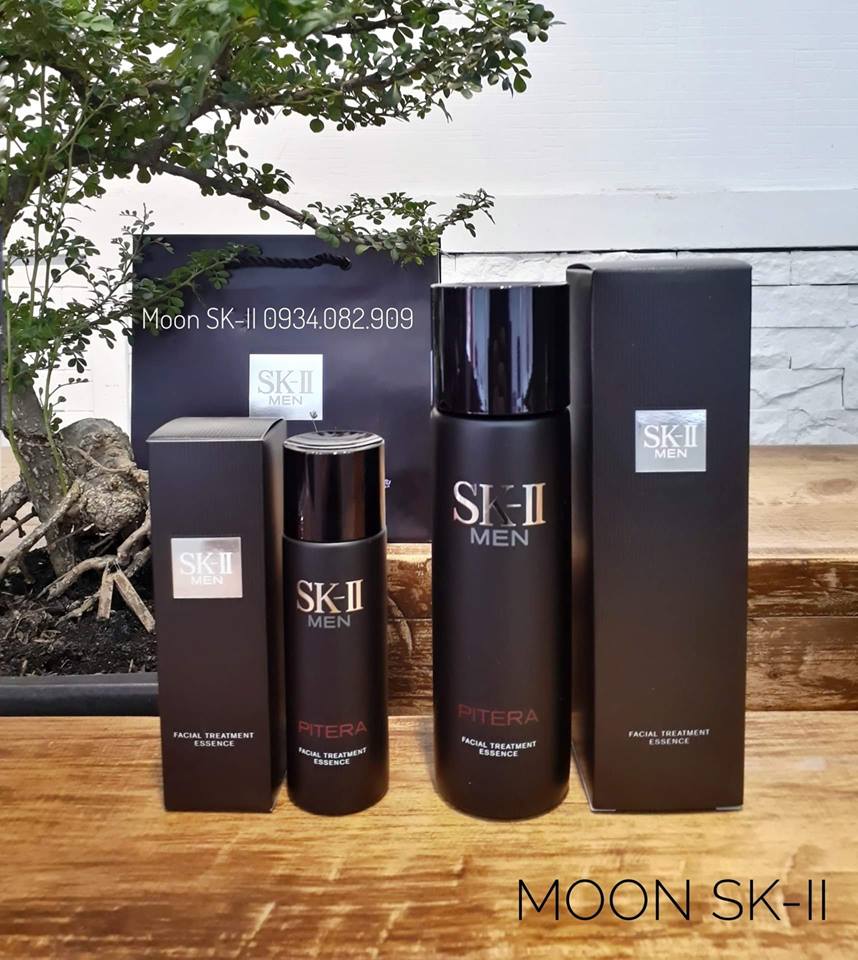 Moon SK-II 0934.082.909
SK-II
MEN
SK-II
MEN
FACIAL TREATMENT
ESSENCE
SK-II
MEN
PITERA
FACIAL TREATMENT
ESSENCE
SK-II
MEN
PITERA
FACIAL TREATMENT
ESSENCE
SK-II
MEN
FACIAL TREATMENT
ESSENCE
MOON SK-II